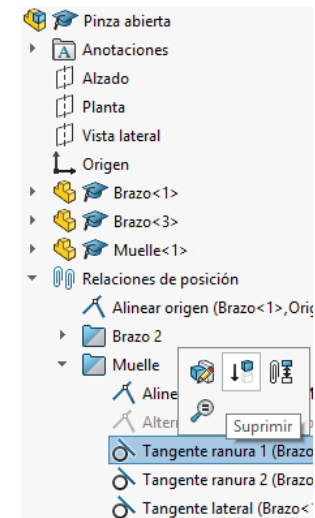 Pinza abierta
A Anotaciones
Alzado
Planta
Vista lateral
Origen
Brazo<1>
Brazo<3>
Muelle<1>
Relaciones de posición
Alinear origen (Brazo<1>,Orig
Brazo 2
Muelle
Aline
Alter
Suprimir
Tangente ranura 1 (Brazo
Tangente ranura 2 (Brazo
Tangente lateral (Brazo<1